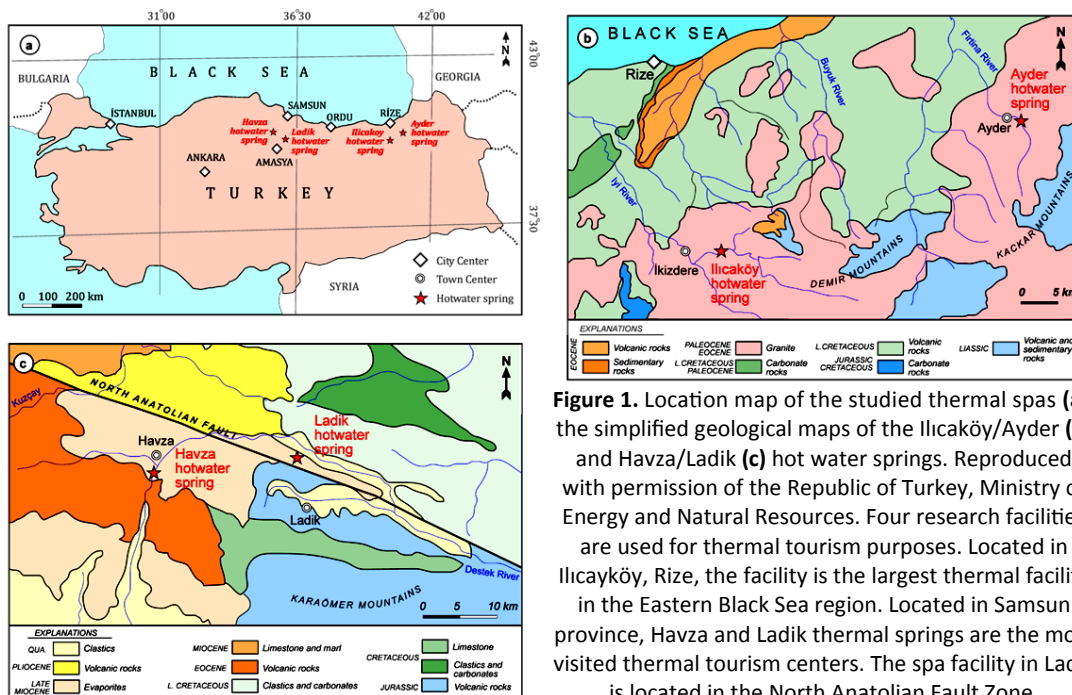 31°00 36°30 42°00
a
N
43°00
BULGARIA
BLACK SEA
GEORGIA
İSTANBUL
SAMSUN
ORDU
RİZE
Havza
hotwater
spring
Ladik
hotwater
spring
Ilicakoy
hotwater
spring
Ayder
hotwater
spring
ANKARA
AMASYA
TURKEY
37°30
City Center
Town Center
Hotwater spring
SYRIA
0 100 200 km
b
BLACK SEA
Rize
Buyuk River
Firtina River
N
Ayder
hotwater
spring
Ayder
Iyi River
İkizdere
Ilıcaköy
hotwater
spring
DEMIR MOUNTAINS
KACKAR MOUNTAINS
0 5 km
EXPLANATIONS
EOCENE
Volcanic rocks
Sedimentary
rocks
PALEOCENE
EOCENE
Granite
L.CRETACEOUS
PALEOCENE
Carbonate
rocks
L.CRETACEOUS
Volcanic
rocks
JURASSIC
CRETACEOUS
Carbonate
rocks
LIASSIC
Volcanic and
sedimentary
rocks
c
Kuzçay
NORTH ANATOLIAN FAULI
N
Havza
Havza
hotwater
spring
Ladik
hotwater
spring
Ladik
Destek River
KARAÖMER MOUNTAINS
0 5 10 km
EXPLANATIONS
QUA. Clastics
PLIOCENE Volcanic rocks
LATE
MIOCENE
Evaporites
MIOCENE Limestone and marl
EOCENE Volcanic rocks
L. CRETACEOUS Clastics and carbonates
CRETACEOUS
Limestone
Clastics and
carbonates
JURASSIC Volcanic rocks
Figure 1. Location map of the studied thermal spas (a
the simplified geological maps of the Ilıcaköy/Ayder (
and Havza/Ladik (c) hot water springs. Reproduced
with permission of the Republic of Turkey, Ministry o
Energy and Natural Resources. Four research facilitie
are used for thermal tourism purposes. Located in
Ilıcayköy, Rize, the facility is the largest thermal facilit
in the Eastern Black Sea region. Located in Samsun
province, Havza and Ladik thermal springs are the mo
visited thermal tourism centers. The spa facility in Lad
is located in the North Anatolian Fault Zone